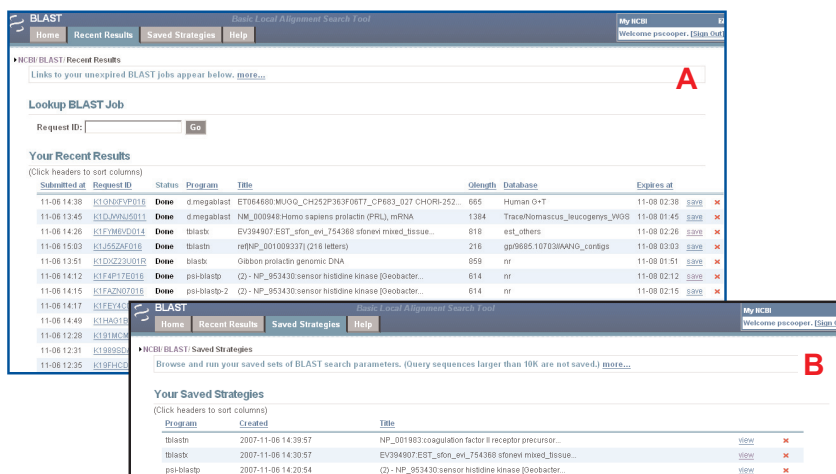 BLAST Basic Local Alignment Search Tool My NCBI
Home Recent Results Saved Strategies Help Welcome pscooper. [Sign Out]
NCBI/ BLAST/ Recent Results
Links to your unexpired BLAST jobs appear below. more...
A
Lookup BLAST Job
Request ID: Go
Your Recent Results
(Click headers to sort columns)
Submitted at Request ID Status Program Title Qlength Database Expires at
11-06 14:38 K1GNXFVP016 Done d.megablast ET064680:MUGQ_CH252P363F06T7_CP683_027 CHORI-252... 665 Human G+T 11-08 02:38 save
11-06 13:45 K1DJWNJ5011 Done d.megablast NM_000948:Homo sapiens prolactin (PRL), mRNA 1384 Trace/Nomascus_leucogenys_WGS 11-08 01:45 save
11-06 14:26 K1FYM6VD014 Done tblastx EV394907:EST_sfon_evi_754368 sfonevi mixed_tissue... 818 est_others 11-08 02:26 save
11-06 15:03 K1J55ZAF016 Done tblastn ref|NP_001009337| (216 letters) 216 gp/9685.10703/AANG_contigs 11-08 03:03 save
11-06 13:51 K1DXZ23U01R Done blastx Gibbon prolactin genomic DNA 859 nr 11-08 01:51 save
11-06 14:12 K1F4P17E016 Done psi-blastp (2) - NP_953430:sensor histidine kinase [Geobacter... 614 nr 11-08 02:12 save
11-06 14:15 K1FAZN07016 Done psi-blastp-2 (2) - NP_953430:sensor histidine kinase [Geobacter... 614 nr 11-08 02:15 save
11-06 14:17
11-06 14:49
11-06 12:28
11-06 12:31
11-06 12:35
BLAST Basic Local Alignment Search Tool My NCBI
Home Recent Results Saved Strategies Help Welcome pscooper. [Sign
NCBI/ BLAST/ Saved Strategies
B
Browse and run your saved sets of BLAST search parameters. (Query sequences larger than 10K are not saved.) more...
Your Saved Strategies
(Click headers to sort columns)
Program Created Title
tblastn 2007-11-06 14:39:57 NP_001983:coagulation factor II receptor precursor... view
tblastx 2007-11-06 14:30:57 EV394907:EST_sfon_evi_754368 sfonevi mixed_tissue... view
psi-blastp 2007-11-06 14:20:54 (2) - NP_953430:sensor histidine kinase [Geobacter... view